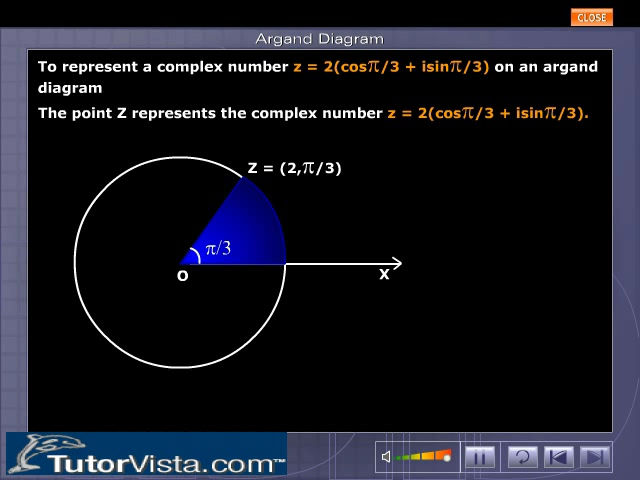 CLOSE
Argand Diagram
To represent a complex number z = 2(cosπ/3 + isinπ/3) on an argand
diagram
The point Z represents the complex number z = 2(cosπ/3 + isinπ/3).
Z = (2,π/3)
π/3
O
X
TutorVista.com™